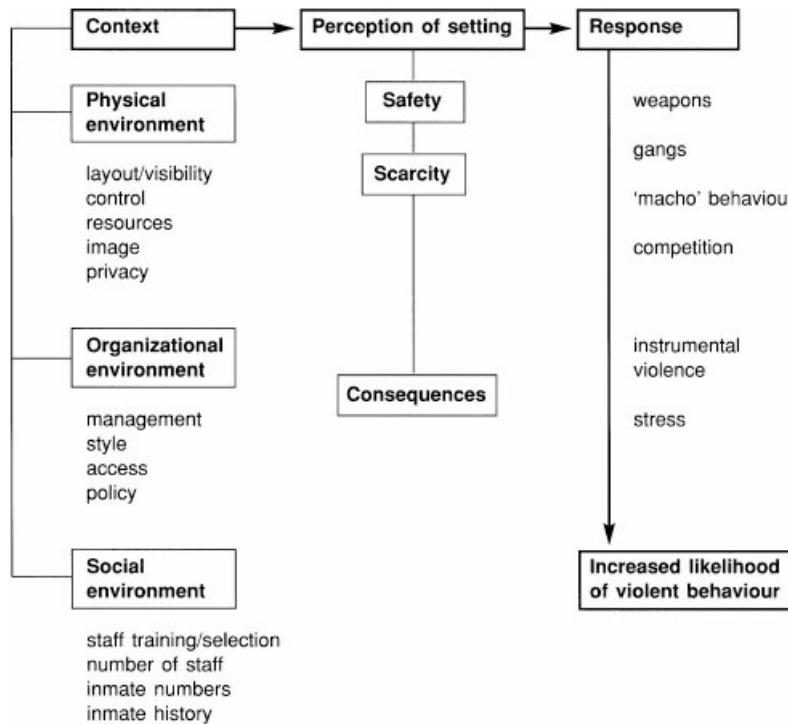 Context
Perception of setting
Response
Physical
environment
layout/visibility
control
resources
image
privacy
Organizational
environment
management
style
access
policy
Social
environment
staff training/selection
number of staff
inmate numbers
inmate history
Safety
Scarcity
Consequences
weapons
gangs
‘macho’ behaviou
competition
instrumental
violence
stress
Increased likelihood
of violent behaviour